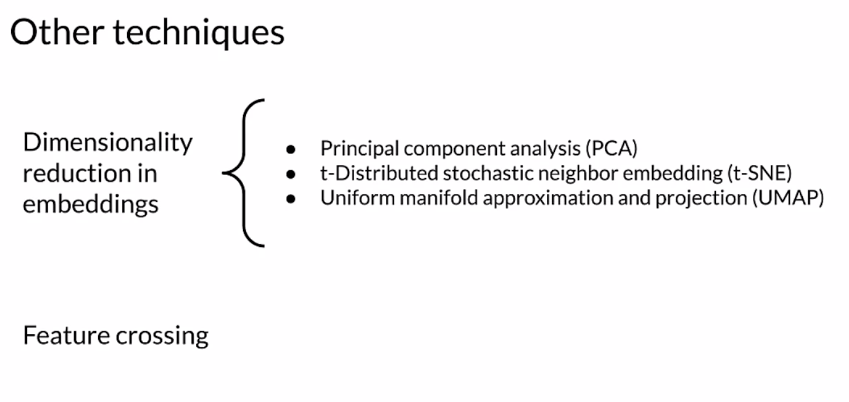 Other techniques
Dimensionality
reduction in
embeddings
● Principal component analysis (PCA)
● t-Distributed stochastic neighbor embedding (t-SNE)
● Uniform manifold approximation and projection (UMAP)
Feature crossing